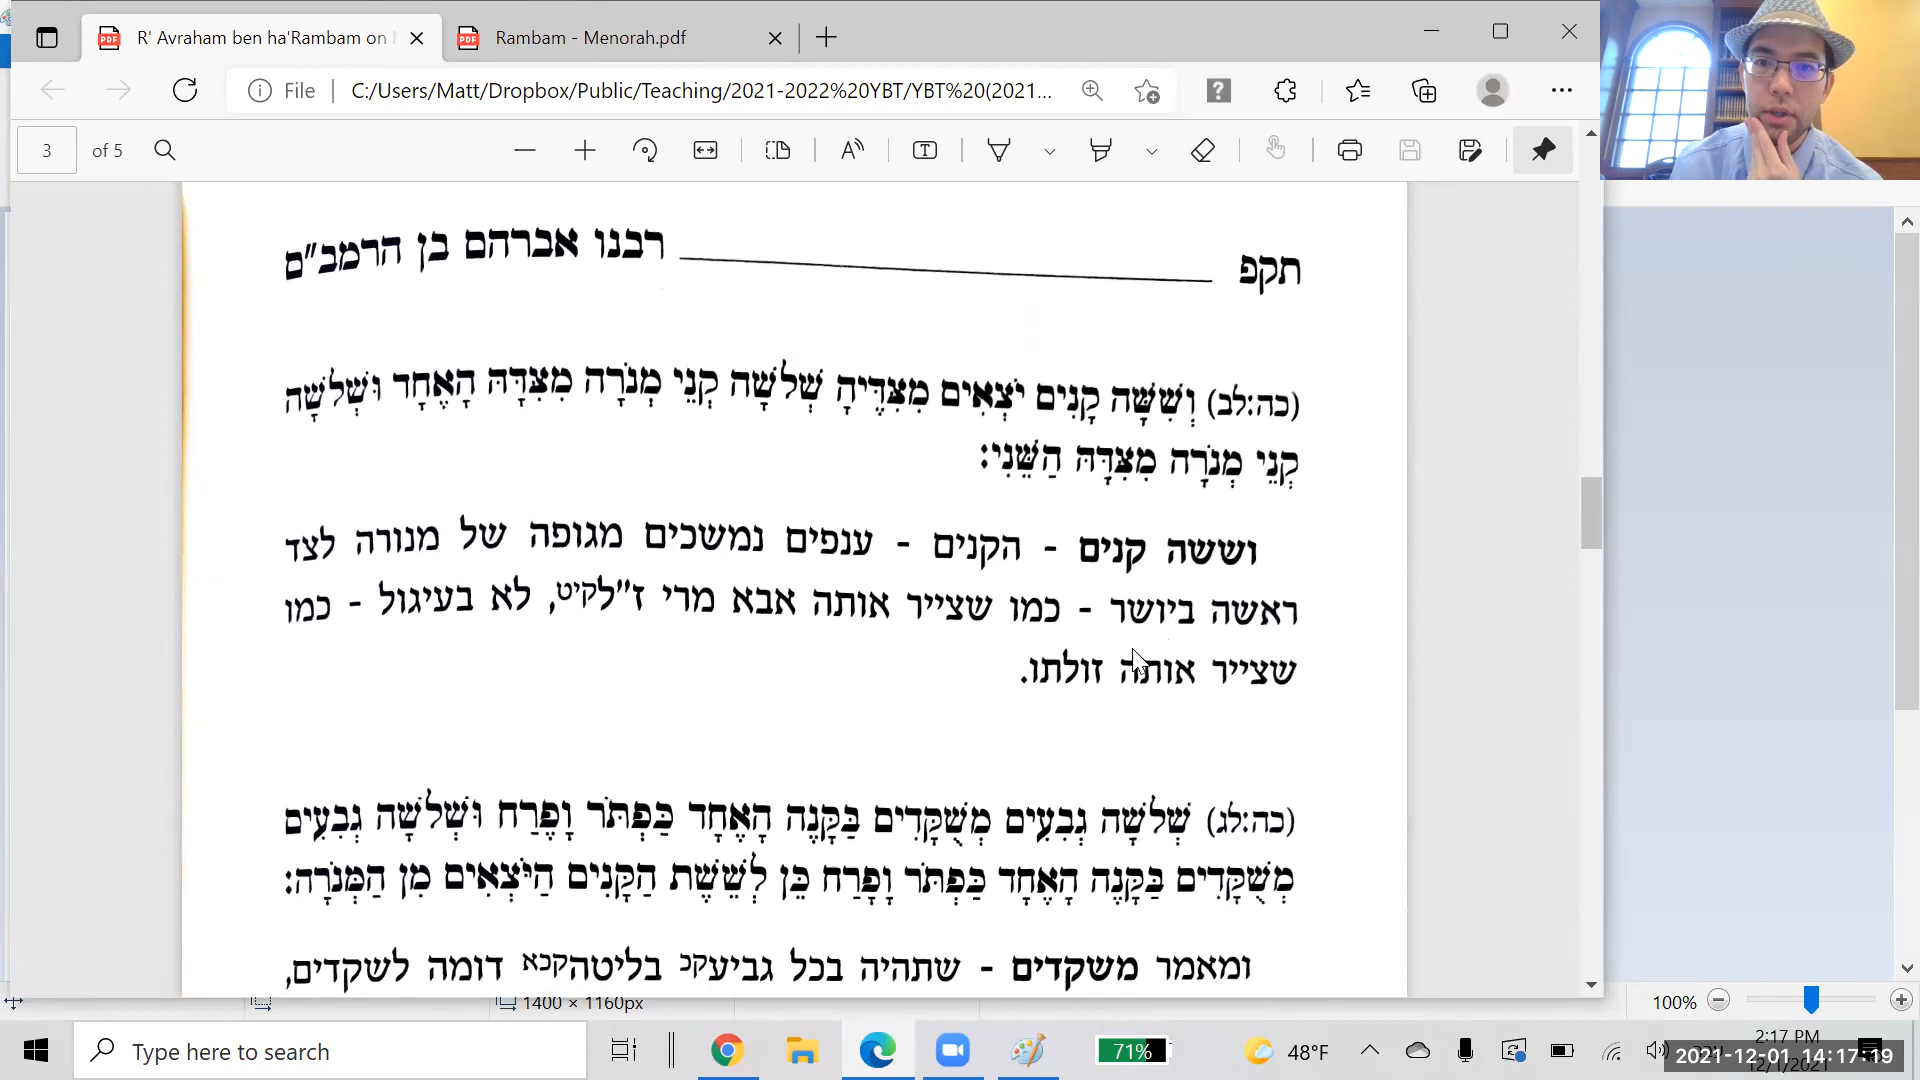 R' Avraham ben ha'Rambam on
Rambam - Menorah.pdf
File
C:/Users/Matt/Dropbox/Public/Teaching/2021-2022%20YBT/YBT%20(2021...
3 of 5
תקפ רבנו אברהם בן הרמב"ם
(כה:לב) וְשִׁשָּׁה קָנִים יֹצְאִים מִצִּדֶּיהָ שְׁלֹשָׁה קְנֵי מְנֹרָה מִצִּדָּהּ הָאֶחָד וּשְׁלֹשָׁה
קְנֵי מְנֹרָה מִצִּדָּהּ הַשֵּׁנִי:
וששה קנים - הקנים - ענפים נמשכים מגופה של מנורה לצד
ראשה ביושר - כמו שצייר אותה אבא מרי ז"לקיט, לא בעיגול - כמו
שצייר אותה זולתו.
(כה:לג) שְׁלֹשָׁה גְבִעִים מְשֻׁקָּדִים בַּקָּנֶה הָאֶחָד כַּפְתֹּר וָפֶרַח וּשְׁלֹשָׁה גְבִעִים
מְשֻׁקָּדִים בַּקָּנֶה הָאֶחָד כַּפְתֹּר וָפָרַח כֵּן לְשֵׁשֶׁת הַקָּנִים הַיֹּצְאִים מִן הַמְּנֹרָה:
ומאמר משקדים - שתהיה בכל גביעקכ בליטהקכא דומה לשקדים,
1400 × 1160px
100%
Type here to search
71%
48°F
2:17 PM
2021-12-01 14:17:19